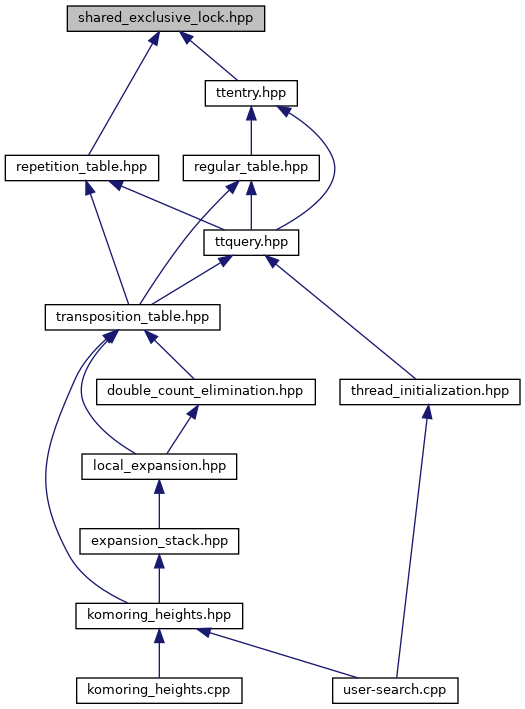 shared_exclusive_lock.hpp
ttentry.hpp
repetition_table.hpp
regular_table.hpp
ttquery.hpp
transposition_table.hpp
double_count_elimination.hpp
thread_initialization.hpp
local_expansion.hpp
expansion_stack.hpp
komoring_heights.hpp
komoring_heights.cpp
user-search.cpp